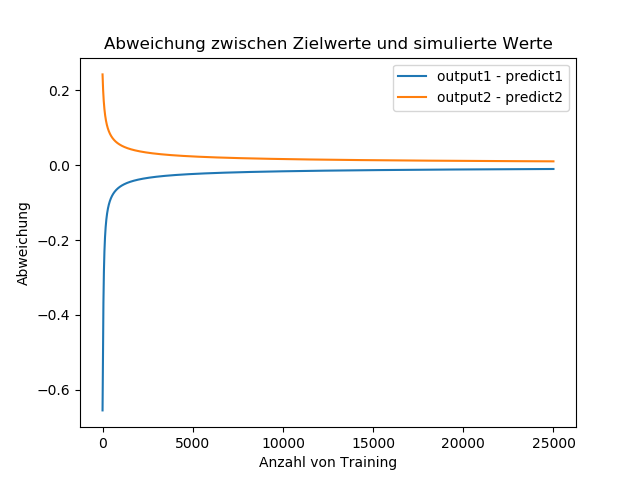 Abweichung zwischen Zielwerte und simulierte Werte
output1 - predict1
output2 - predict2
Abweichung
0.2
0.0
−0.2
−0.4
−0.6
0
5000
10000
15000
20000
25000
Anzahl von Training